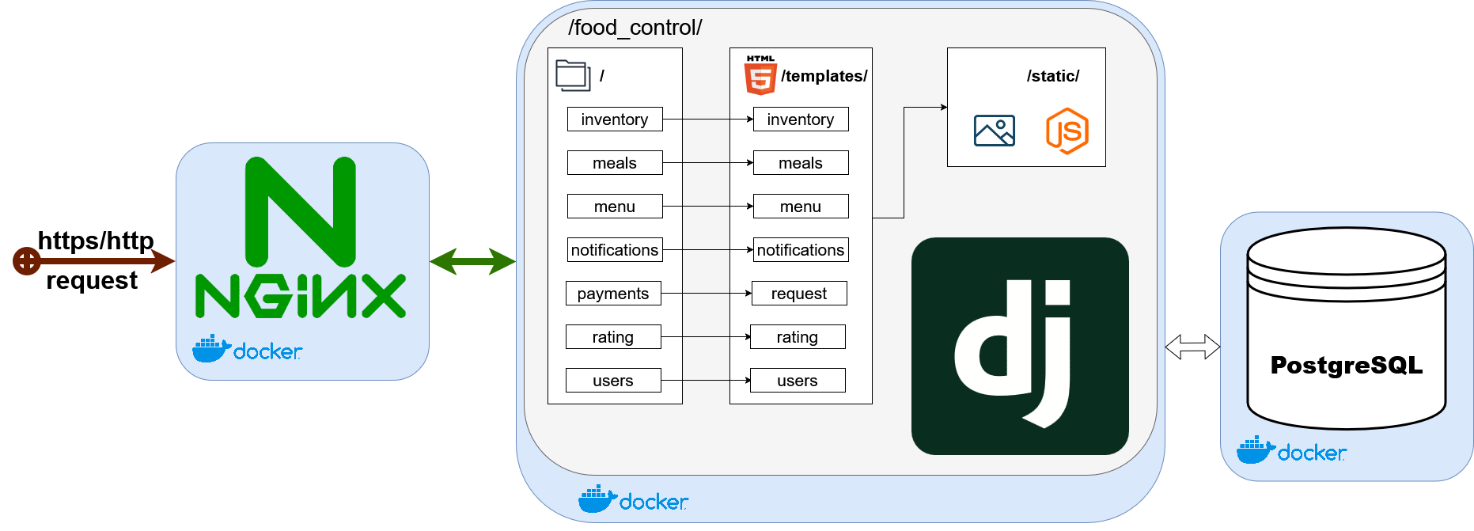 https/http
request
N
NGiNX
docker
/food_control/
/
inventory
meals
menu
notifications
payments
rating
users
HTML
5
/templates/
inventory
meals
menu
notifications
request
rating
users
/static/
JS
dj
docker
PostgreSQL
docker